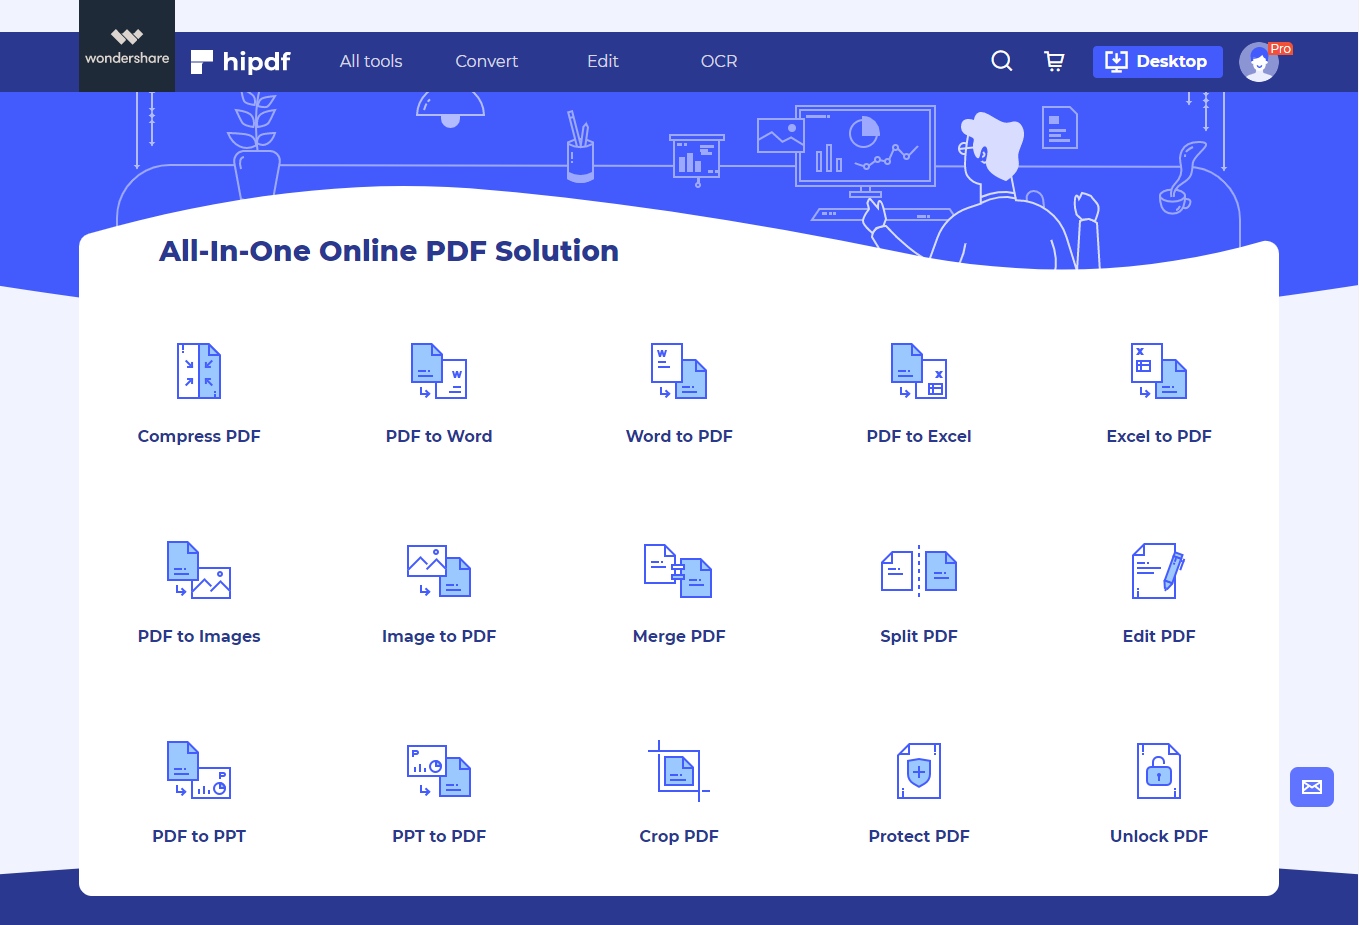 wondershare
hipdf
All tools
Convert
Edit
OCR
Desktop
Pro
All-In-One Online PDF Solution
Compress PDF
W
PDF to Word
W
Word to PDF
X
PDF to Excel
X
Excel to PDF
PDF to Images
Image to PDF
Merge PDF
Split PDF
Edit PDF
P
PDF to PPT
P
PPT to PDF
Crop PDF
Protect PDF
Unlock PDF